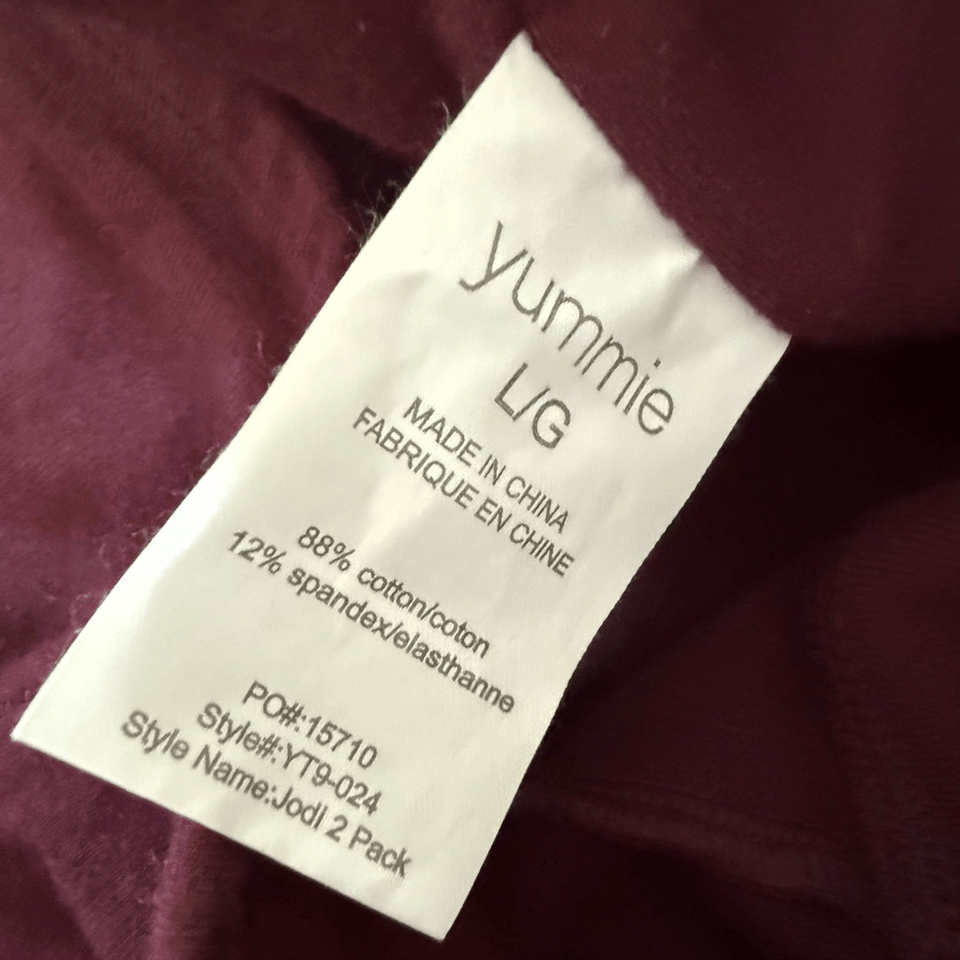 yummie
L/G
MADE IN CHINA
FABRIQUE EN CHINE
88% cotton/coton
12% spandex/elasthanne
PO#:15710
Style#:YT9-024
Style Name:Jodi 2 Pack